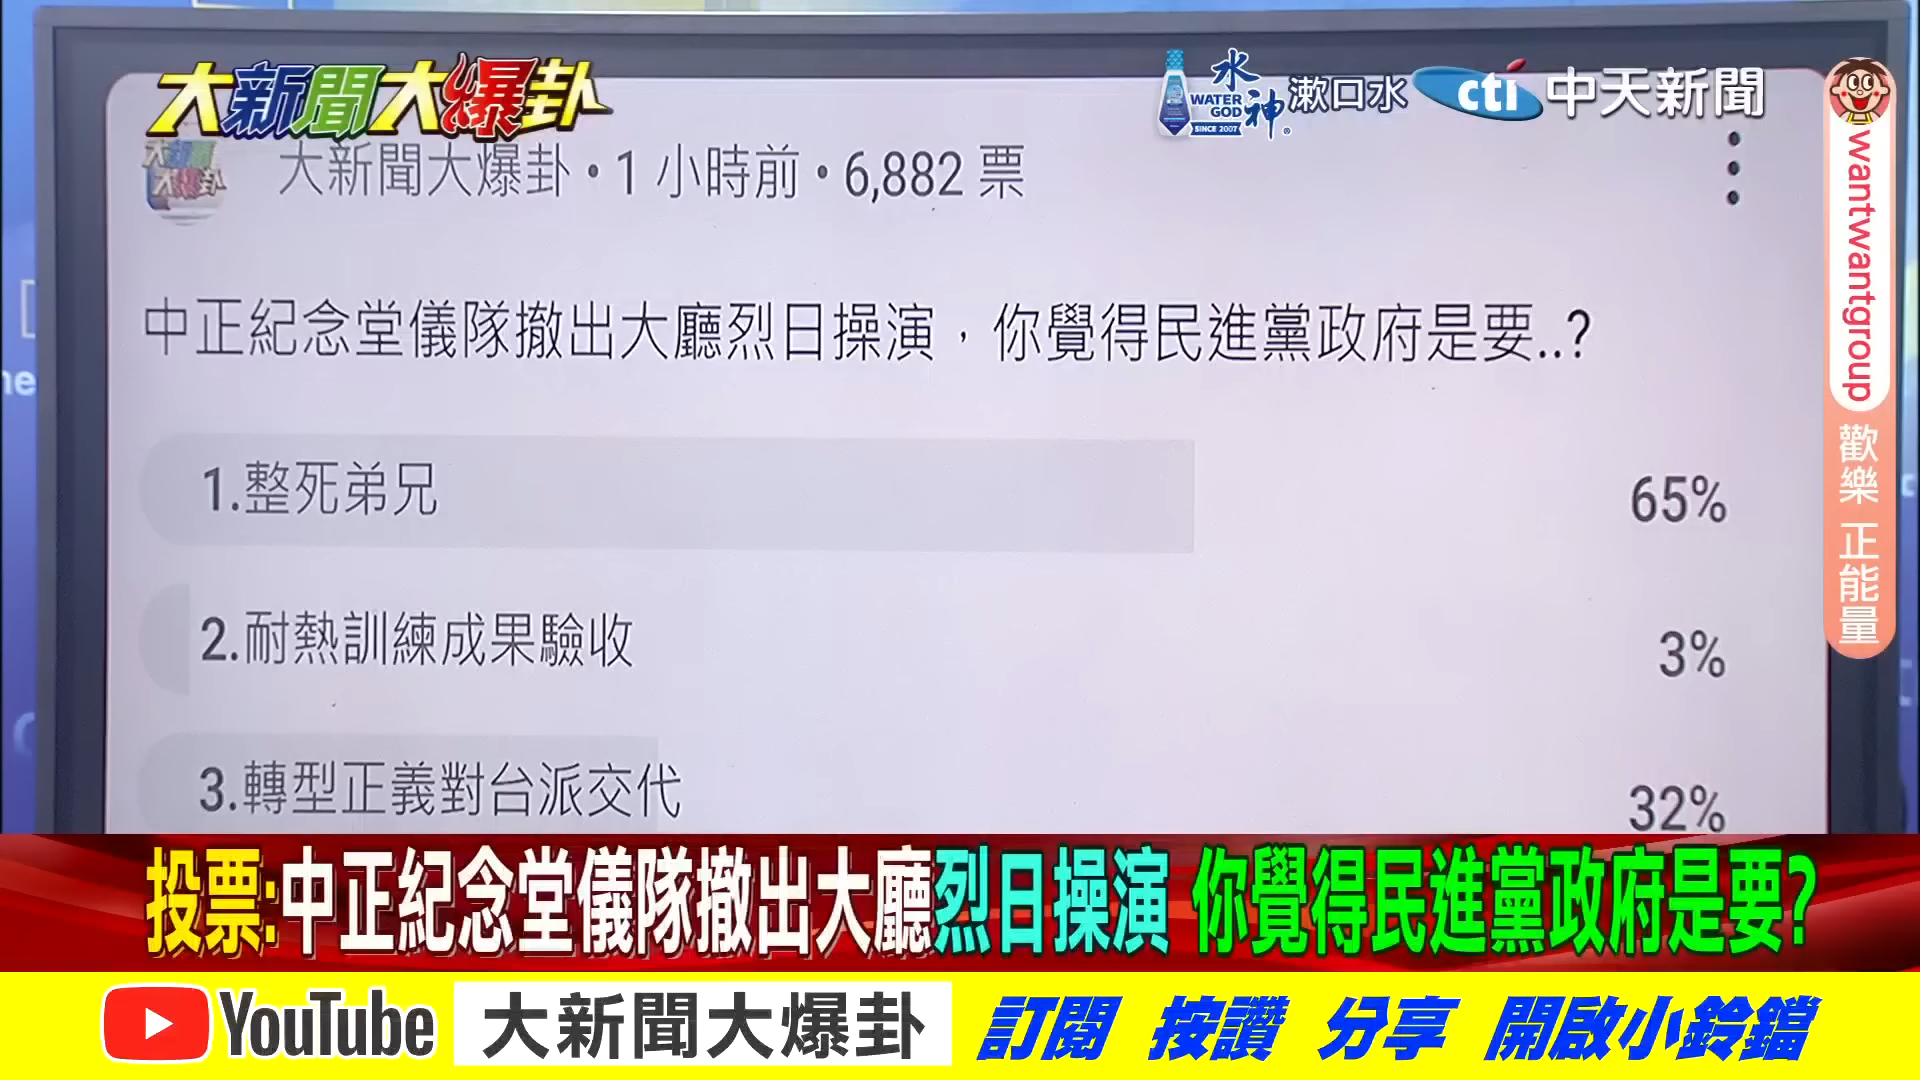 大新聞大爆卦
水神
WATER GOD
SINCE 2007
漱口水
cti 中天新聞
大新聞大爆卦 • 1 小時前 • 6,882 票
中正紀念堂儀隊撤出大廳烈日操演，你覺得民進黨政府是要..?
1.整死弟兄 65%
2.耐熱訓練成果驗收 3%
3.轉型正義對台派交代 32%
wantwantgroup
歡樂 正能量
投票:中正紀念堂儀隊撤出大廳烈日操演 你覺得民進黨政府是要?
YouTube 大新聞大爆卦 訂閱 按讚 分享 開啟小鈴鐺